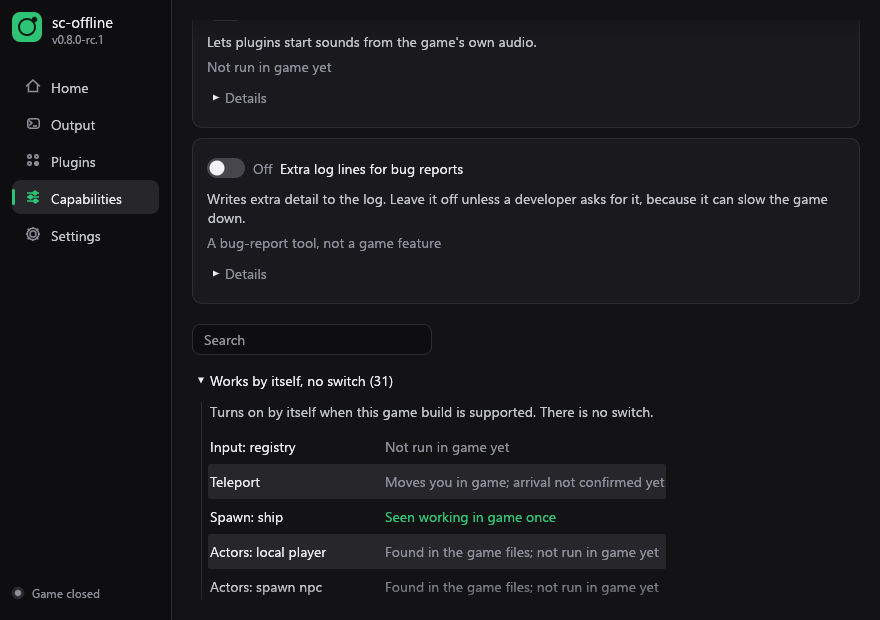 sc-offline
v0.8.0-rc.1
Home
Output
Plugins
Capabilities
Settings
Game closed
Lets plugins start sounds from the game's own audio.
Not run in game yet
Details
Off Extra log lines for bug reports
Writes extra detail to the log. Leave it off unless a developer asks for it, because it can slow the game
down.
A bug-report tool, not a game feature
Details
Search
Works by itself, no switch (31)
Turns on by itself when this game build is supported. There is no switch.
Input: registry Not run in game yet
Teleport Moves you in game; arrival not confirmed yet
Spawn: ship Seen working in game once
Actors: local player Found in the game files; not run in game yet
Actors: spawn npc Found in the game files; not run in game yet